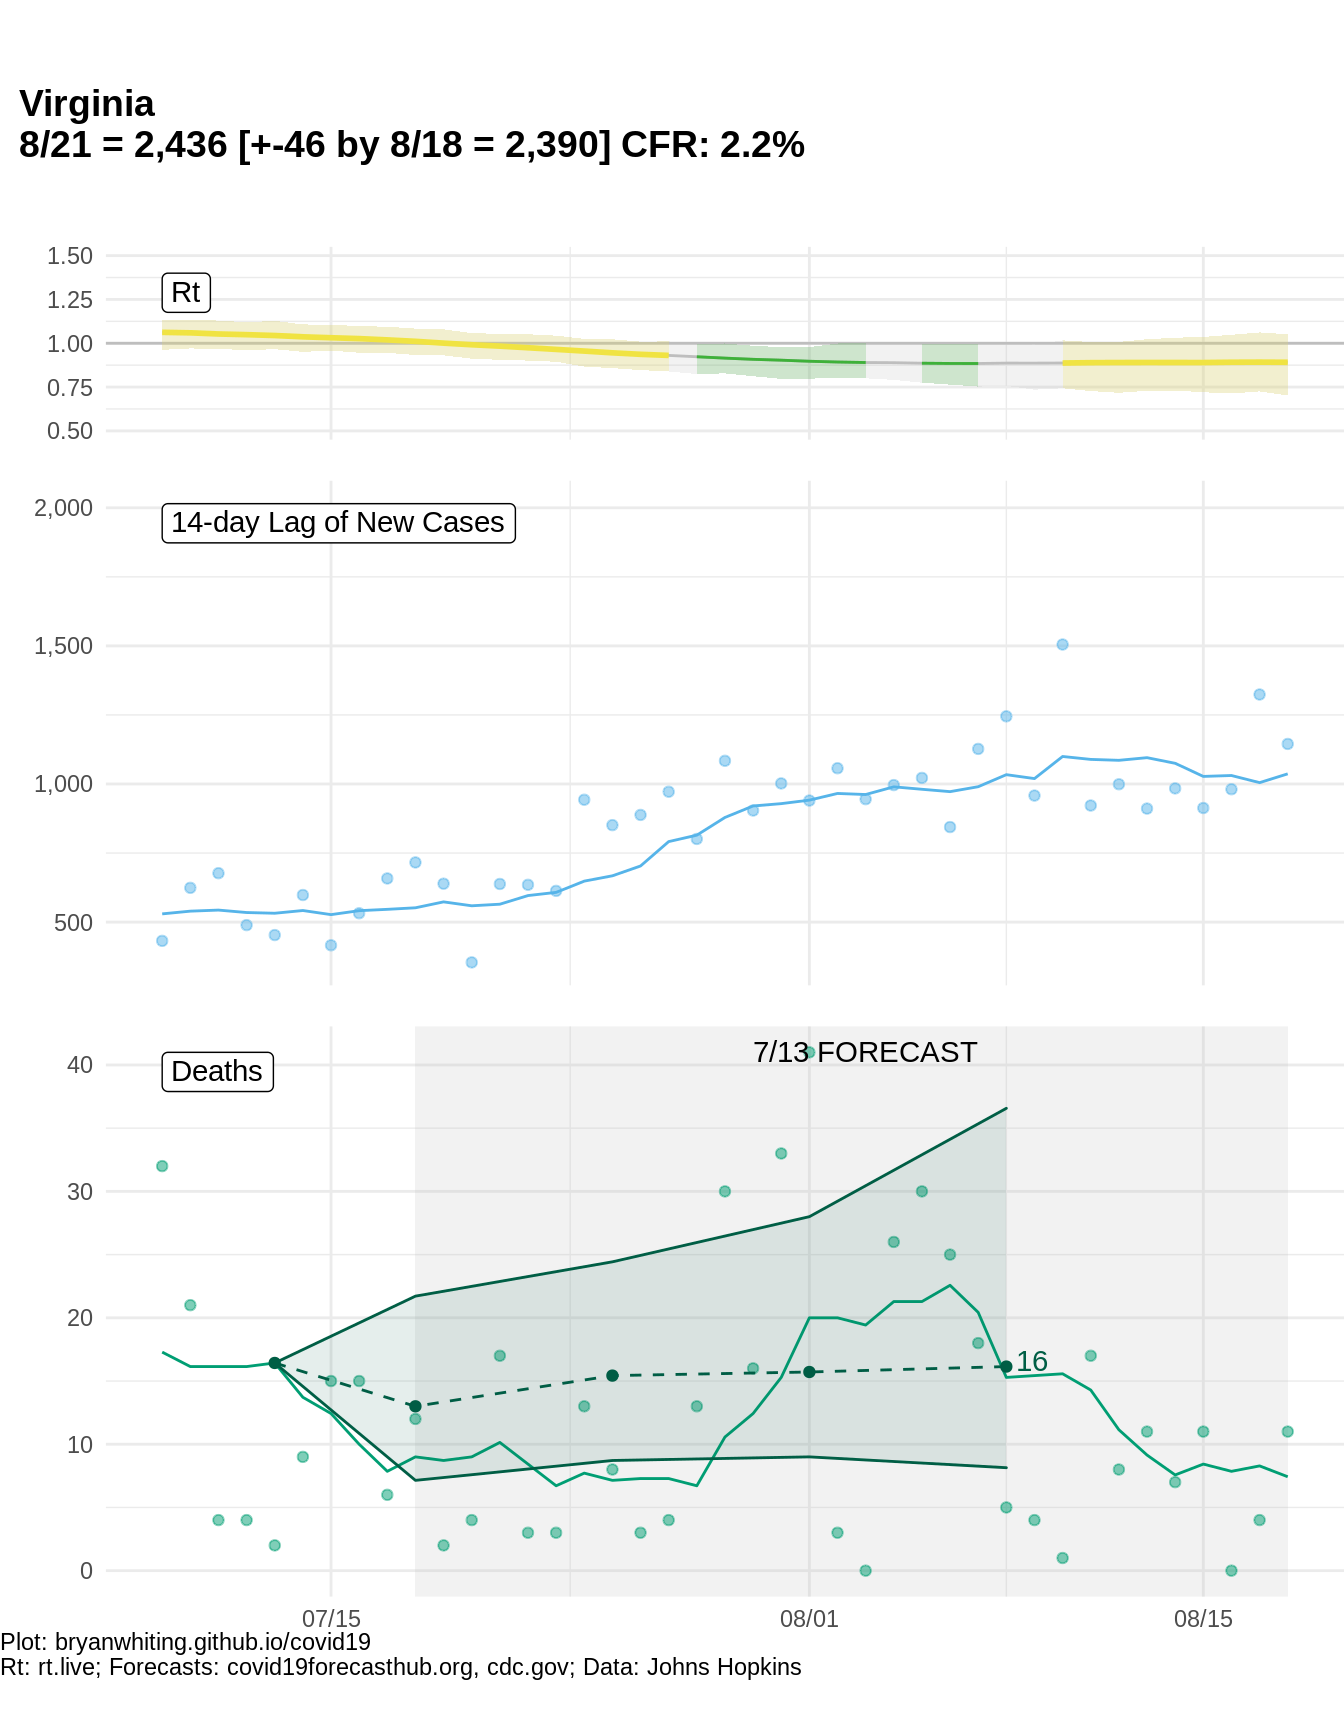 Virginia
8/21 = 2,436 [+-46 by 8/18 = 2,390] CFR: 2.2%
1.50
1.25
1.00
0.75
0.50
Rt
2,000
1,500
1,000
500
14-day Lag of New Cases
40
30
20
10
0
Deaths
7/13 FORECAST
16
07/15
08/01
08/15
Plot: bryanwhiting.github.io/covid19
Rt: rt.live; Forecasts: covid19forecasthub.org, cdc.gov; Data: Johns Hopkins